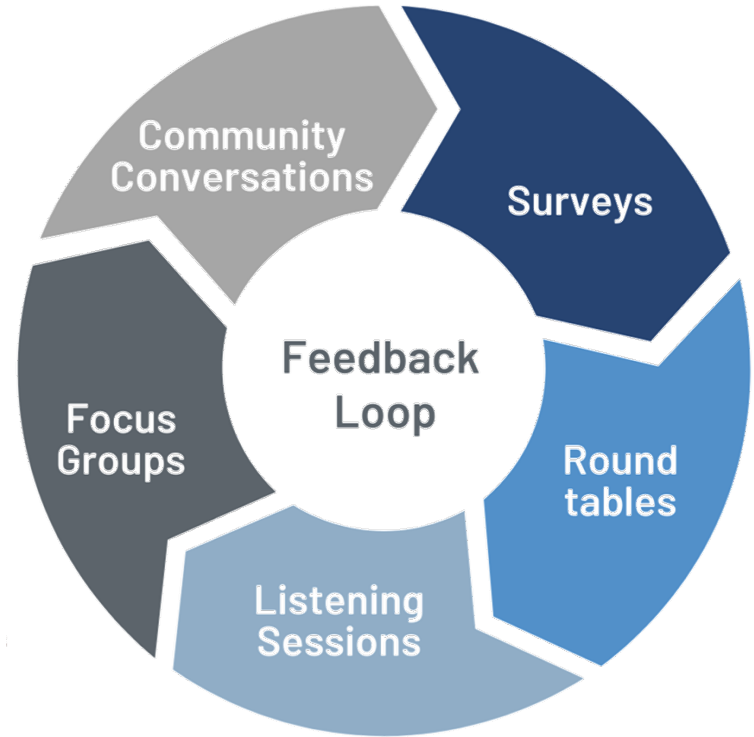 Community
Conversations
Surveys
Feedback
Loop
Focus
Groups
Round
tables
Listening
Sessions